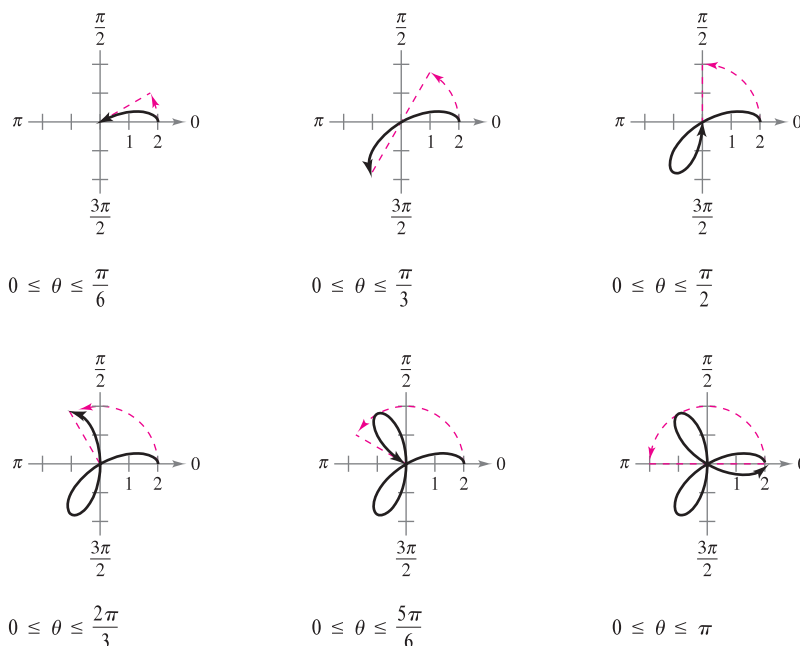 π/2 π/2 π/2
π 1 2 0 π 1 2 0 π 1 2 0
3π/2 3π/2 3π/2
0 ≤ θ ≤ π/6 0 ≤ θ ≤ π/3 0 ≤ θ ≤ π/2
π/2 π/2 π/2
π 1 2 0 π 1 2 0 π 1 2 0
3π/2 3π/2 3π/2
0 ≤ θ ≤ 2π/3 0 ≤ θ ≤ 5π/6 0 ≤ θ ≤ π